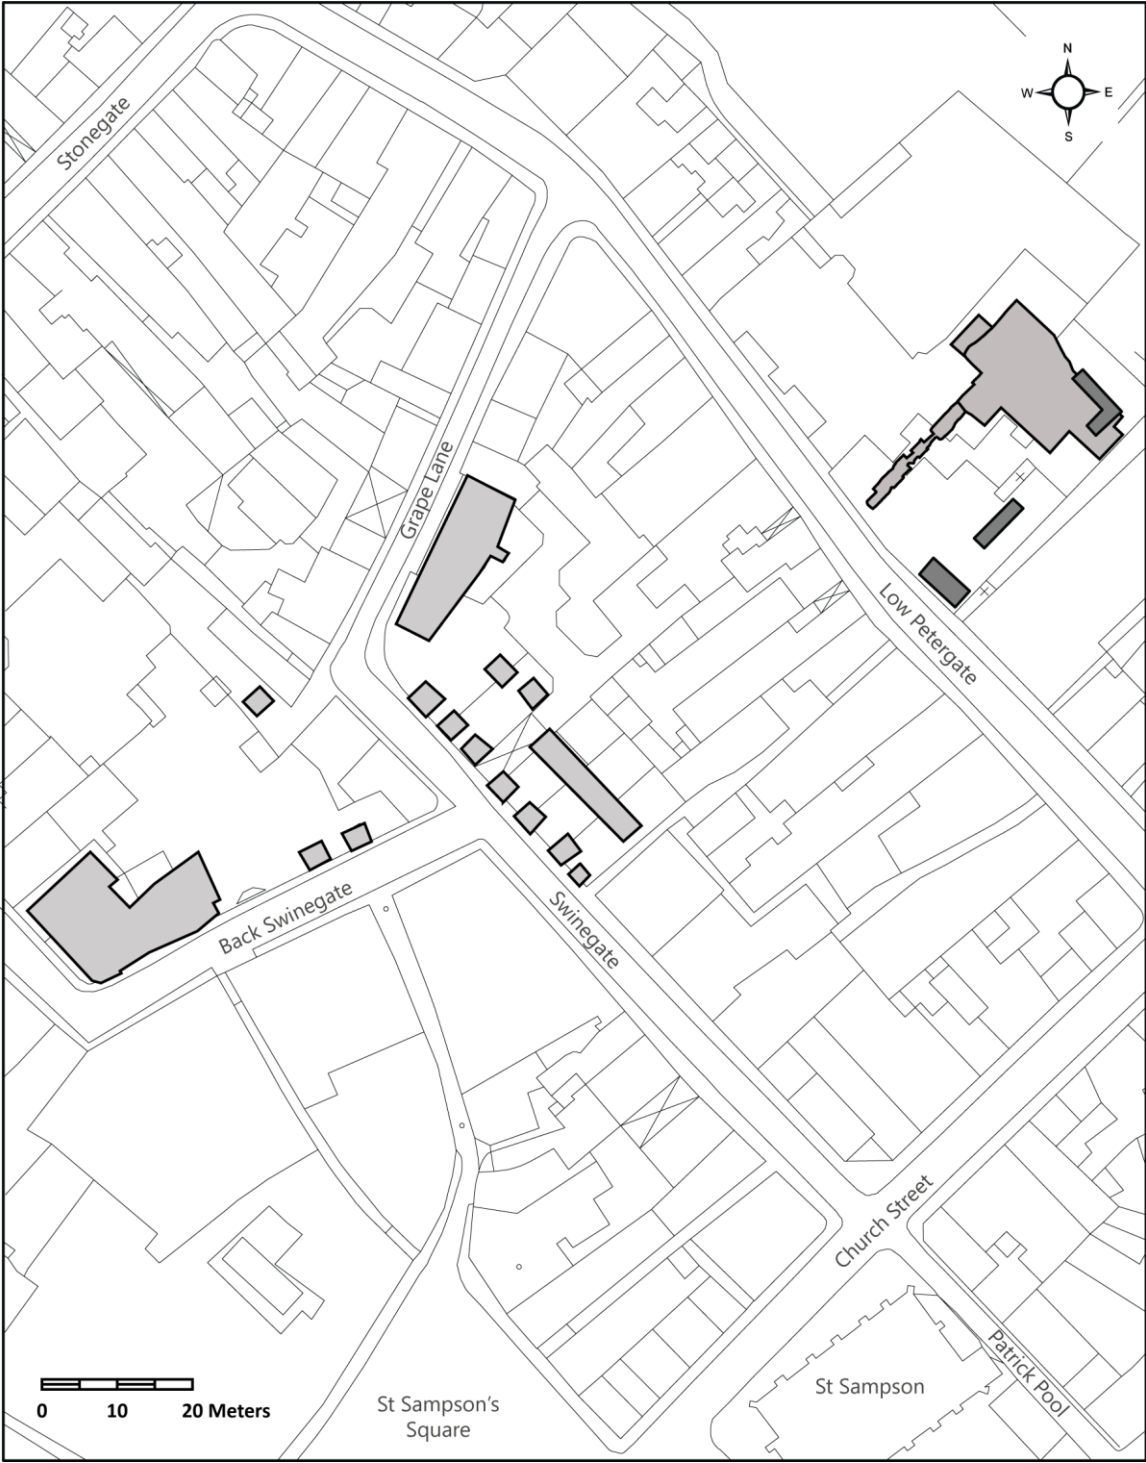 N
W E
S
Stonegate
Grape Lane
Low Petergate
Back Swinegate
Swinegate
Church Street
Patrick Pool
St Sampson
St Sampson's
Square
0 10 20 Meters